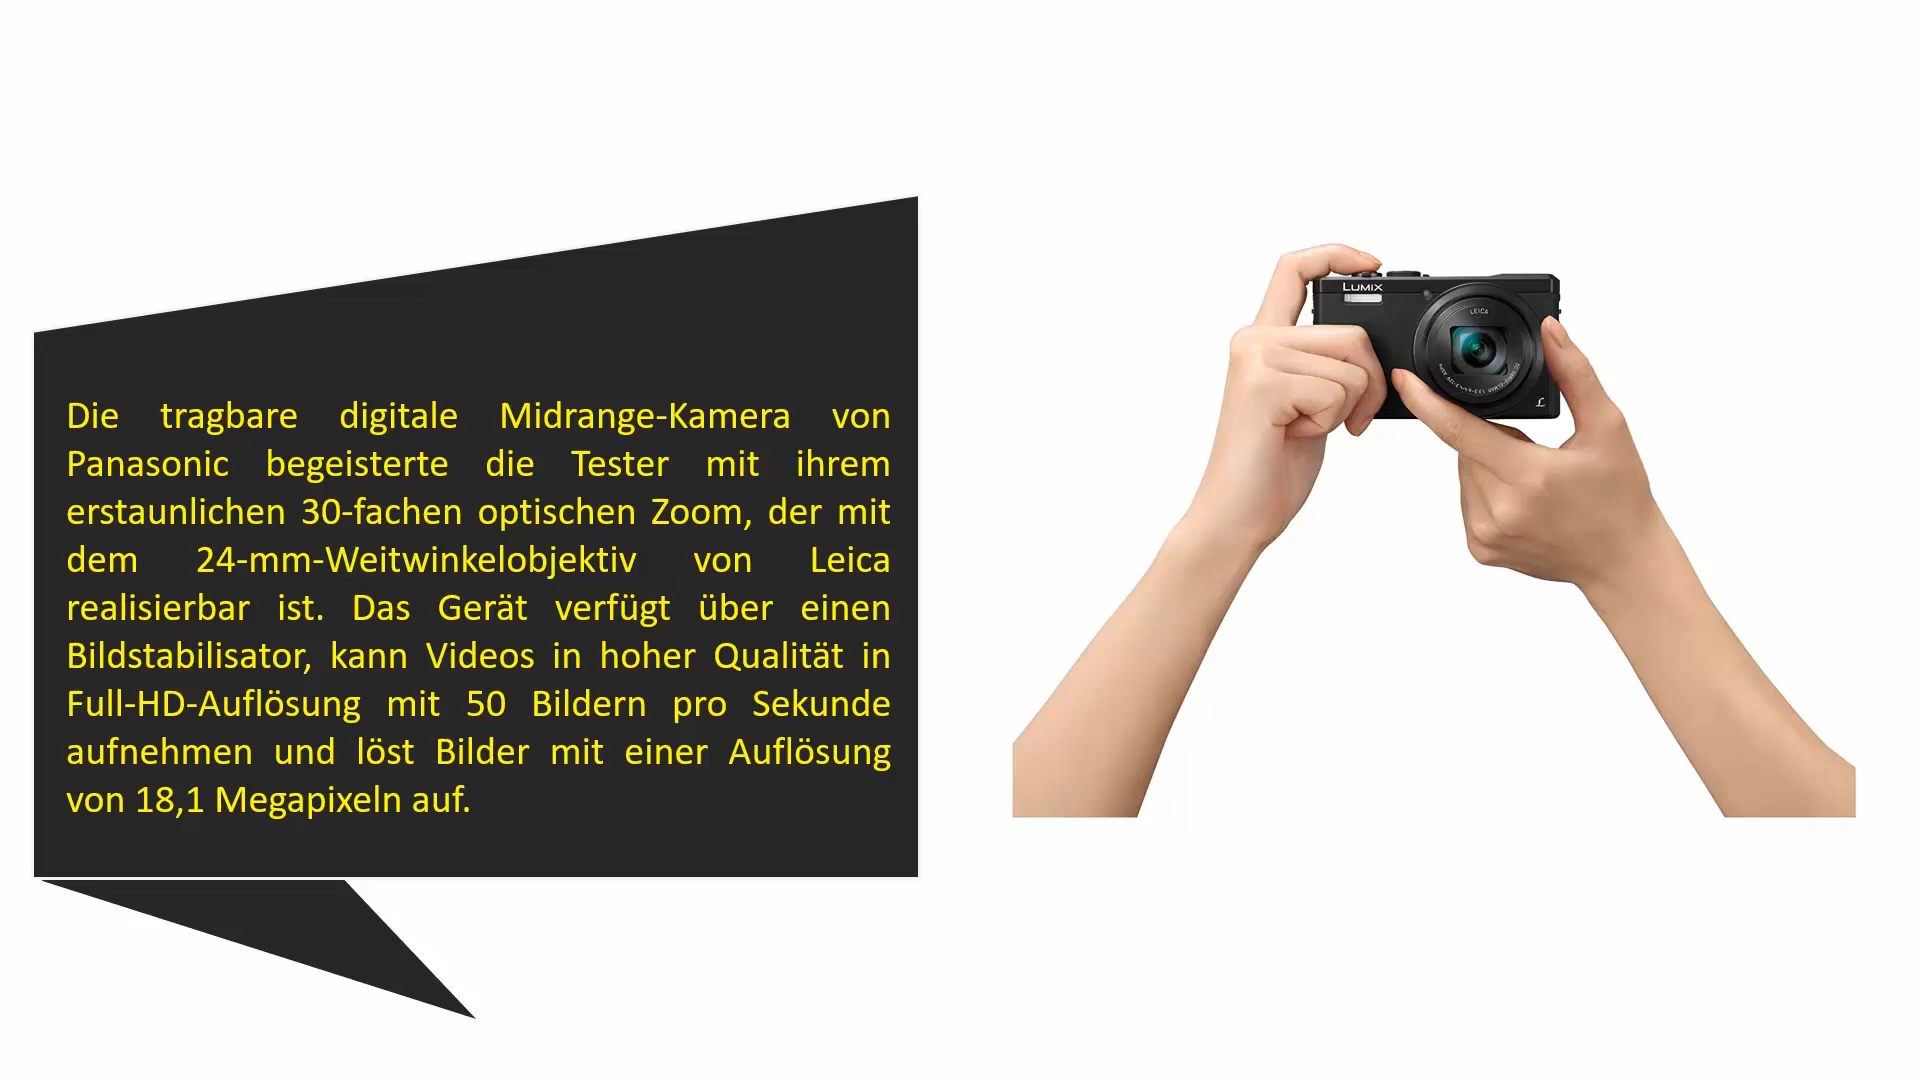 Die tragbare digitale Midrange-Kamera von
Panasonic begeisterte die Tester mit ihrem
erstaunlichen 30-fachen optischen Zoom, der mit
dem 24-mm-Weitwinkelobjektiv von Leica
realisierbar ist. Das Gerät verfügt über einen
Bildstabilisator, kann Videos in hoher Qualität in
Full-HD-Auflösung mit 50 Bildern pro Sekunde
aufnehmen und löst Bilder mit einer Auflösung
von 18,1 Megapixeln auf.
LUMIX
LEICA